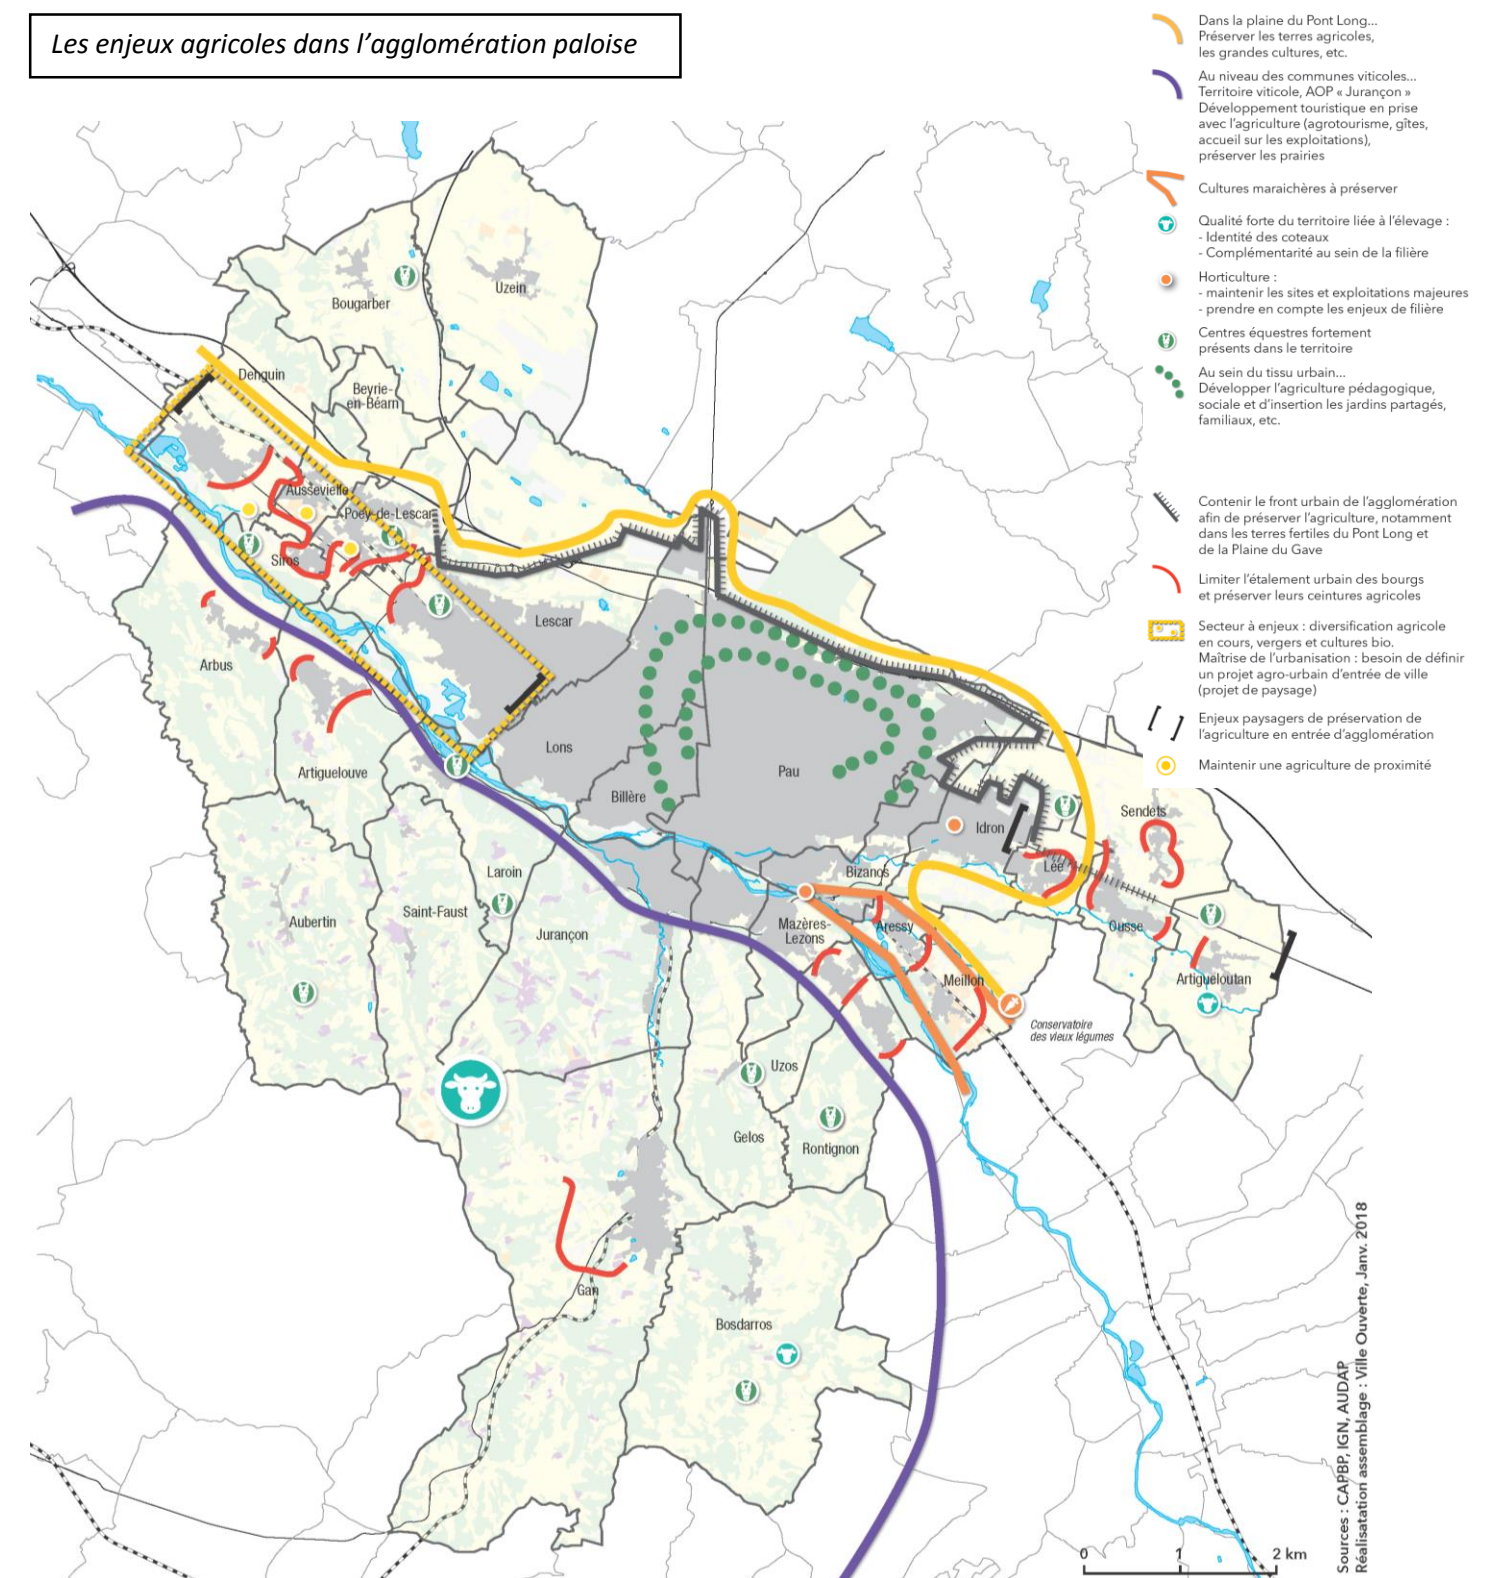 Les enjeux agricoles dans l’agglomération paloise
Dans la plaine du Pont Long...
Préserver les terres agricoles,
les grandes cultures, etc.
Au niveau des communes viticoles...
Territoire viticole, AOP « Jurançon »
Développement touristique en prise
avec l’agriculture (agrotourisme, gîtes,
accueil sur les exploitations),
préserver les prairies
Cultures maraichères à préserver
Qualité forte du territoire liée à l’élevage :
- Identité des coteaux
- Complémentarité au sein de la filière
Horticulture :
- maintenir les sites et exploitations majeures
- prendre en compte les enjeux de filière
Centres équestres fortement
présents dans le territoire
Au sein du tissu urbain...
Développer l’agriculture pédagogique,
sociale et d’insertion les jardins partagés,
familiaux, etc.
Contenir le front urbain de l’agglomération
afin de préserver l’agriculture, notamment
dans les terres fertiles du Pont Long et
de la Plaine du Gave
Limiter l’étalement urbain des bourgs
et préserver leurs ceintures agricoles
Secteur à enjeux : diversification agricole
en cours, vergers et cultures bio.
Maîtrise de l’urbanisation : besoin de définir
un projet agro-urbain d’entrée de ville
(projet de paysage)
Enjeux paysagers de préservation de
l’agriculture en entrée d’agglomération
Maintenir une agriculture de proximité
Uzein
Bougarber
Denguin
Beyrie-
en-Béarn
Aussevielle
Poey-de-Lescar
Siros
Lescar
Arbus
Lons
Artiguelouve
Pau
Billère
Sendets
Idron
Lée
Bizanos
Laroin
Saint-Faust
Aubertin
Jurançon
Mazères-
Lezons
Aressy
Ousse
Meillon
Artigueloutan
Conservatoire
des vieux légumes
Uzos
Gelos
Rontignon
Gan
Bosdarros
0 1 2 km
Sources : CAPBP, IGN, AUDAP
Réalisatation assemblage : Ville Ouverte, Janv. 2018